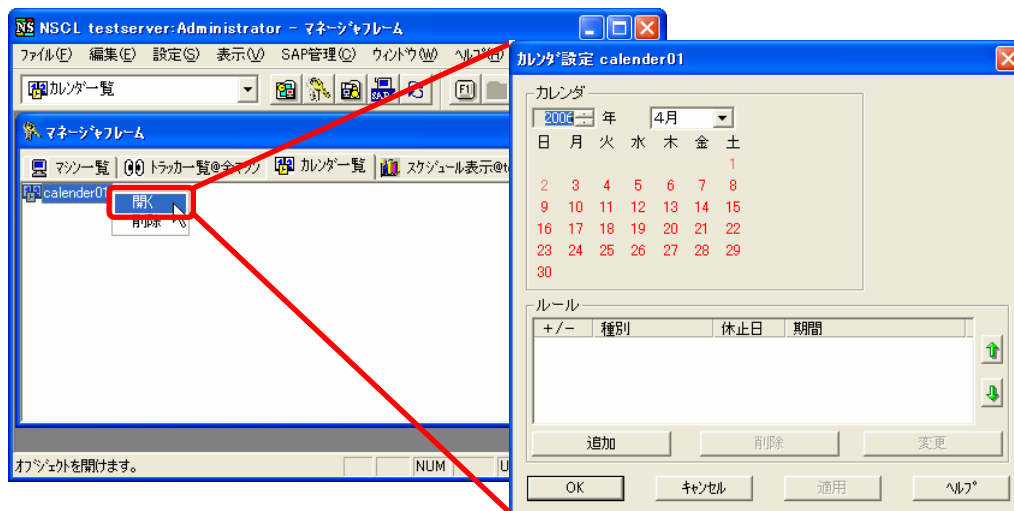 NSCL testserver:Administrator - マネージャフレーム
ファイル(F) 編集(E) 設定(S) 表示(V) SAP管理(C) ウィンドウ(W) ヘルプ(H)
カレンダ一覧
SAP
F1
マネージャフレーム
マシン一覧 トラッカ一覧@全マシン カレンダ一覧 スケジュール表示@t
calender01
開く
削除
オブジェクトを開けます。
NUM
カレンダ設定 calender01
カレンダ
2006 年 4月
日 月 火 水 木 金 土
1
2 3 4 5 6 7 8
9 10 11 12 13 14 15
16 17 18 19 20 21 22
23 24 25 26 27 28 29
30
ルール
+/- 種別 休止日 期間
追加 削除 変更
OK キャンセル 適用 ヘルプ